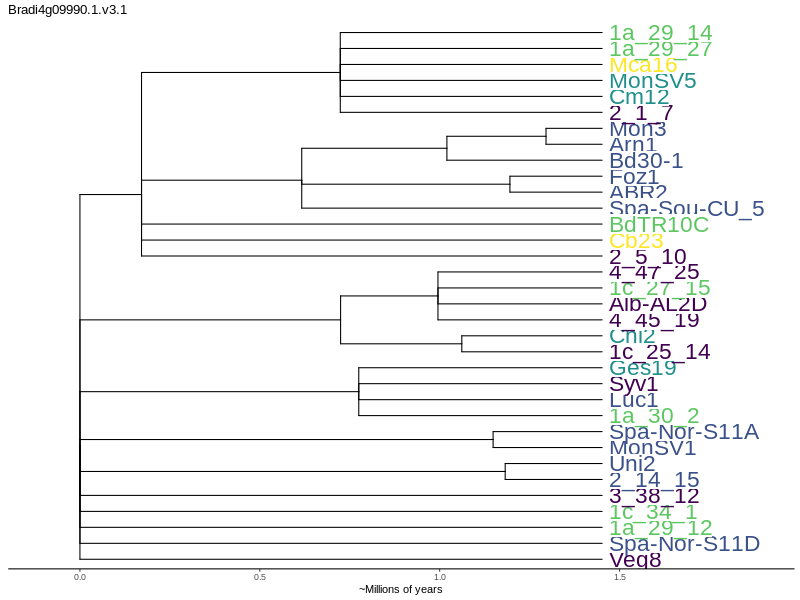 Bradi4g09990.1.v3.1
1a_29_14
1a_29_27
Mca16
MonSV5
Cm12
2_1_7
Mon3
Arn1
Bd30-1
Foz1
ABR2
Spa-Sou-CU_5
BdTR10C
Cb23
2_5_10
4_47_25
1c_27_15
Alb-AL2D
4_45_19
Chi2
1c_25_14
Ges19
Syv1
Luc1
1a_30_2
Spa-Nor-S11A
MonSV1
Uni2
2_14_15
3_38_12
1c_34_1
1a_29_12
Spa-Nor-S11D
Veg8
0.0 0.5 1.0 1.5
~Millions of years